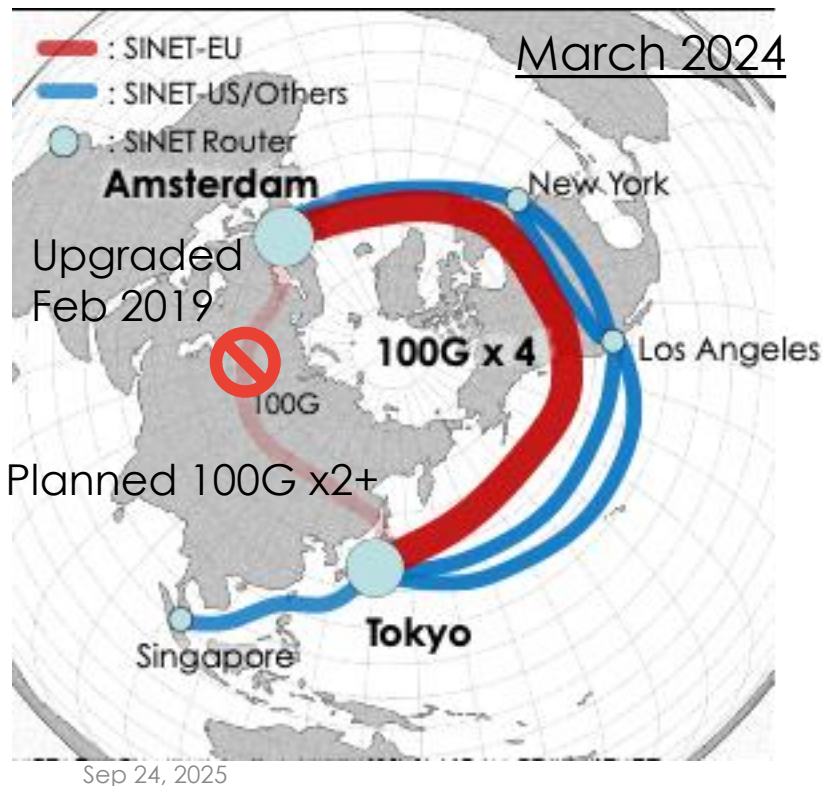 : SINET-EU
March 2024
: SINET-US/Others
: SINET Router
Amsterdam
New York
Upgraded
Feb 2019
100G x 4
Los Angeles
100G
Planned 100G x2+
Tokyo
Singapore
Sep 24, 2025